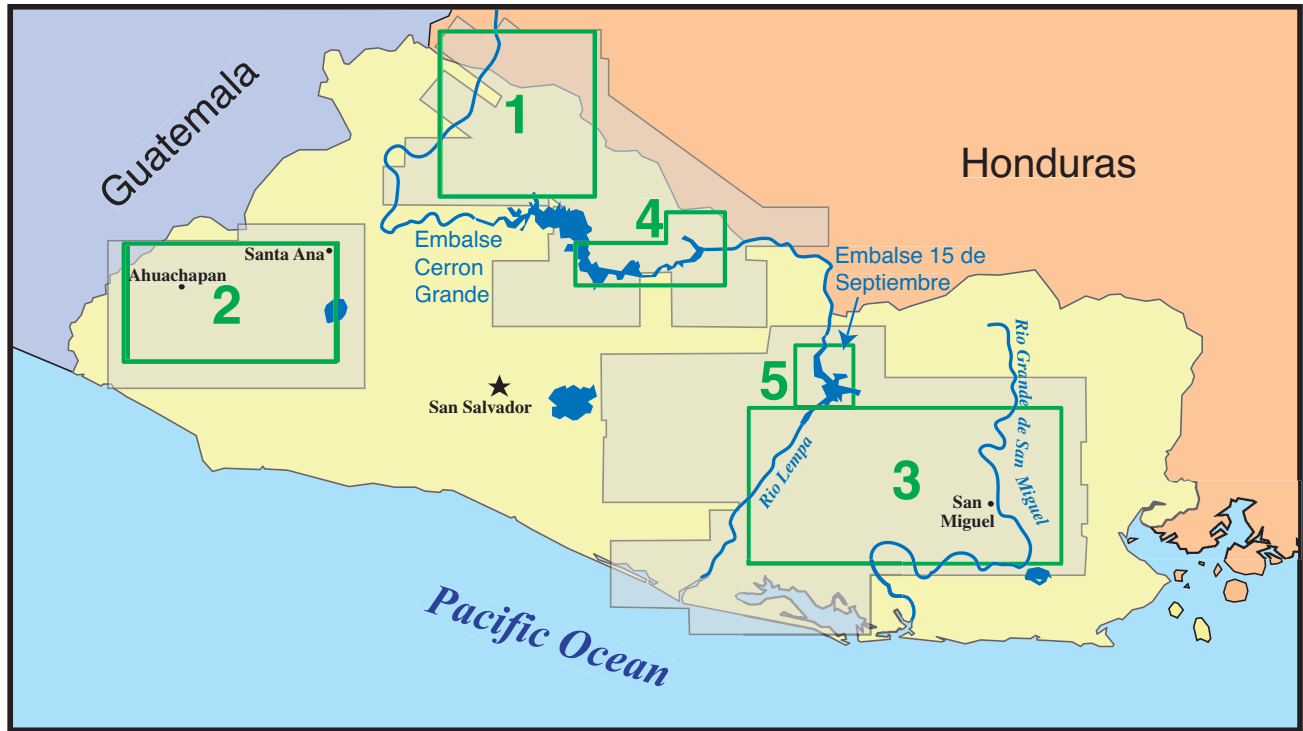 Guatemala
1
Honduras
4
Embalse
Cerron
Grande
Embalse 15 de
Septiembre
Santa Ana
Ahuachapan
2
San Salvador
5
Rio Grande de San Miguel
Rio Lempa
3
San
Miguel
Pacific Ocean